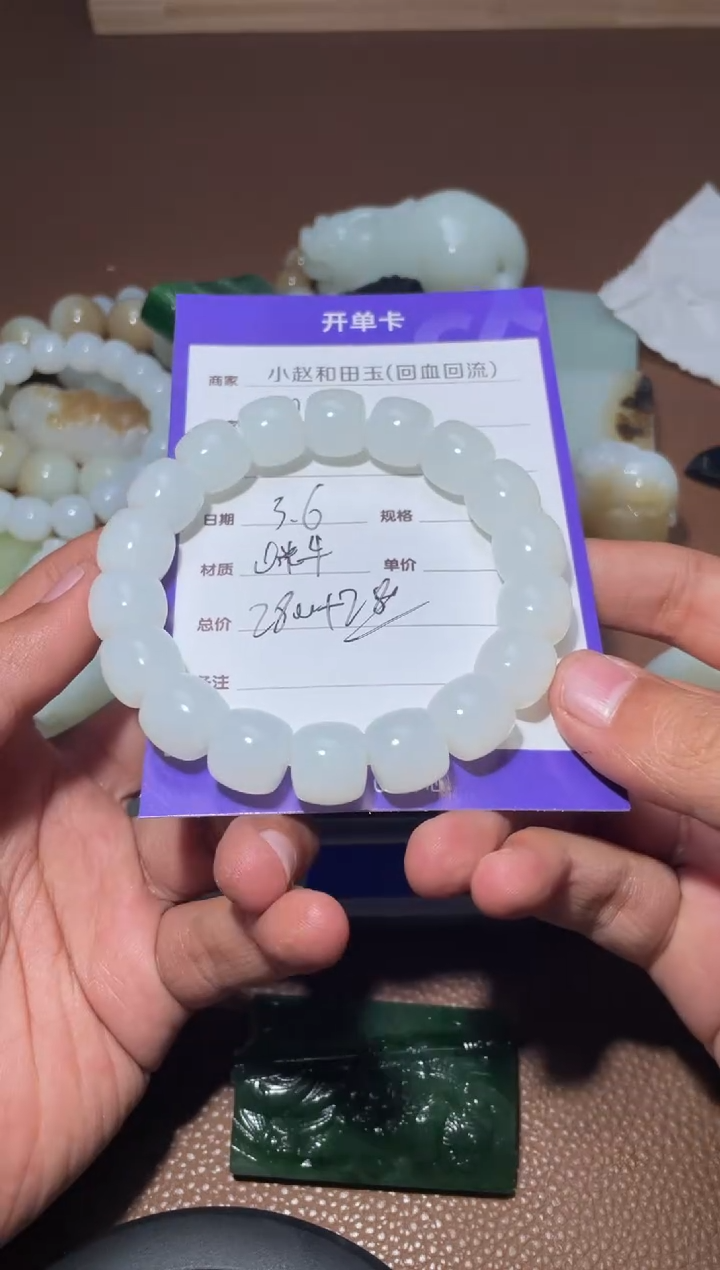 开单卡
商家 小赵和田玉(回血回流)
日期 3.6 规格
材质 单价
总价
注